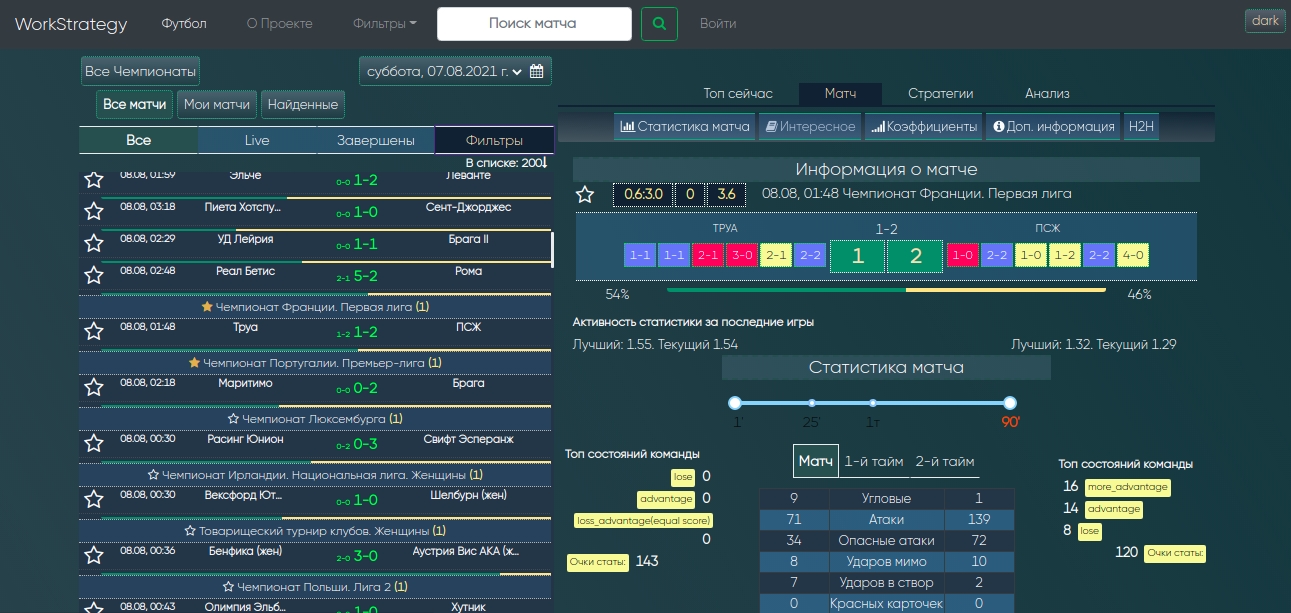 WorkStrategy Футбол О Проекте Фильтры Поиск матча Войти dark
Все Чемпионаты суббота, 07.08.2021 г.
Все матчи Мои матчи Найденные
Все Live Завершены Фильтры
В списке: 200
08.08, 01:59 Эльче 0-0 1-2 Леванте
08.08, 03:18 Пиета Хотспу... 0-0 1-0 Сент-Джорджес
08.08, 02:29 УД Лейрия 0-0 1-1 Брага II
08.08, 02:48 Реал Бетис 2-1 5-2 Рома
Чемпионат Франции. Первая лига (1)
08.08, 01:48 Труа 1-2 1-2 ПСЖ
Чемпионат Португалии. Премьер-лига (1)
08.08, 02:18 Маритимо 0-0 0-2 Брага
Чемпионат Люксембурга (1)
08.08, 00:30 Расинг Юнион 0-2 0-3 Свифт Эсперанж
Чемпионат Ирландии. Национальная лига. Женщины (1)
08.08, 00:30 Вексфорд Ют... 0-0 1-0 Шелбурн (жен)
Товарищеский турнир клубов. Женщины (1)
08.08, 00:36 Бенфика (жен) 2-0 3-0 Аустрия Вис АКА (ж...
Чемпионат Польши. Лига 2 (1)
08.08, 00:43 Олимпия Эльб... 1-0 Хутник
Топ сейчас Матч Стратегии Анализ
Статистика матча Интересное Коэффициенты Доп. информация H2H
Информация о матче
0.6:3.0 0 3.6 08.08, 01:48 Чемпионат Франции. Первая лига
ТРУА 1-2 ПСЖ
1-1 1-1 2-1 3-0 2-1 2-2 1 2 1-0 2-2 1-0 1-2 2-2 4-0
54% 46%
Активность статистики за последние игры
Лучший: 1.55. Текущий 1.54 Лучший: 1.32. Текущий 1.29
Статистика матча
1' 25' 1т 90'
Топ состояний команды
lose 0
advantage 0
loss_advantage(equal score)
0
Очки статы: 143
Матч 1-й тайм 2-й тайм
9 Угловые 1
71 Атаки 139
34 Опасные атаки 72
8 Ударов мимо 10
7 Ударов в створ 2
0 Красных карточек 0
Топ состояний команды
16 more_advantage
14 advantage
8 lose
120 Очки статы: